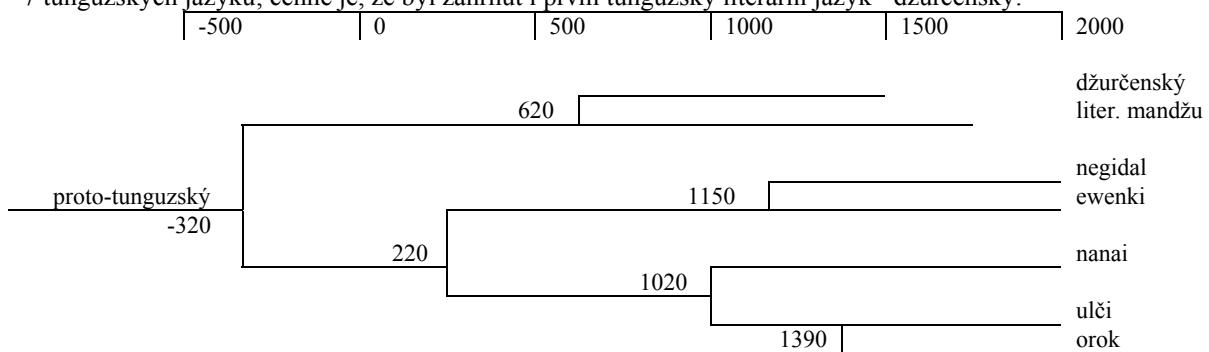 7 tunguzských jazyků, cenné je, že byl zahrnut i první tunguzský literární jazyk - džurčenský:
-500 0 500 1000 1500 2000
džurčenský
620 liter. mandžu
negidal
proto-tunguzský 1150 ewenki
-320
220 nanai
1020
ulči
1390 orok